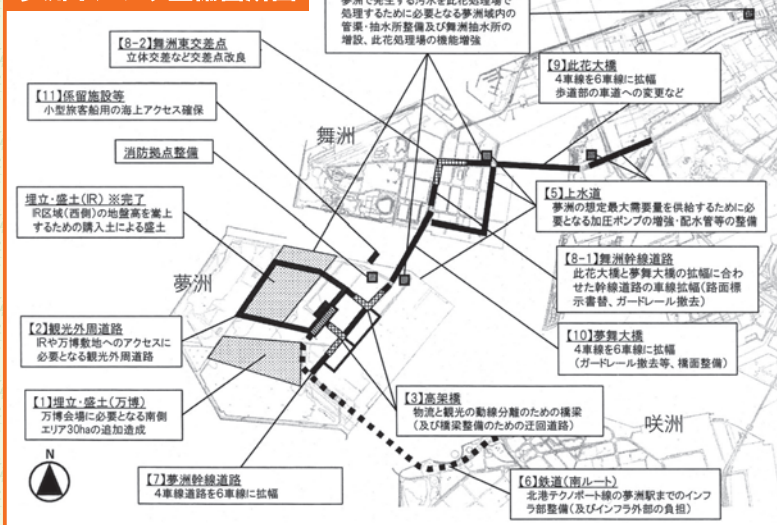 夢洲で発生する汚水を此花処理場で
処理するために必要となる夢洲域内の
管渠・抽水所整備及び舞洲抽水所の
増設、此花処理場の機能増強
【8-2】舞洲東交差点
立体交差など交差点改良
【9】此花大橋
4車線を6車線に拡幅
歩道部の車道への変更など
【11】係留施設等
小型旅客船用の海上アクセス確保
舞洲
消防拠点整備
埋立・盛土(IR) ※完了
IR区域(西側)の地盤高を嵩上
するための購入土による盛土
【5】上水道
夢洲の想定最大需要量を供給するために必
要となる加圧ポンプの増強・配水管等の整備
夢洲
【8-1】舞洲幹線道路
此花大橋と夢舞大橋の拡幅に合わ
せた幹線道路の車線拡幅(路面標
示書替、ガードレール撤去)
【2】観光外周道路
IRや万博敷地へのアクセスに
必要となる観光外周道路
【10】夢舞大橋
4車線を6車線に拡幅
(ガードレール撤去等、橋面整備)
【1】埋立・盛土(万博)
万博会場に必要となる南側
エリア30haの追加造成
【3】高架橋
物流と観光の動線分離のための橋梁
(及び橋梁整備のための迂回道路)
咲洲
N
【7】夢洲幹線道路
4車線道路を6車線に拡幅
【6】鉄道(南ルート)
北港テクノポート線の夢洲駅までのインフ
ラ部整備(及びインフラ外部の負担)